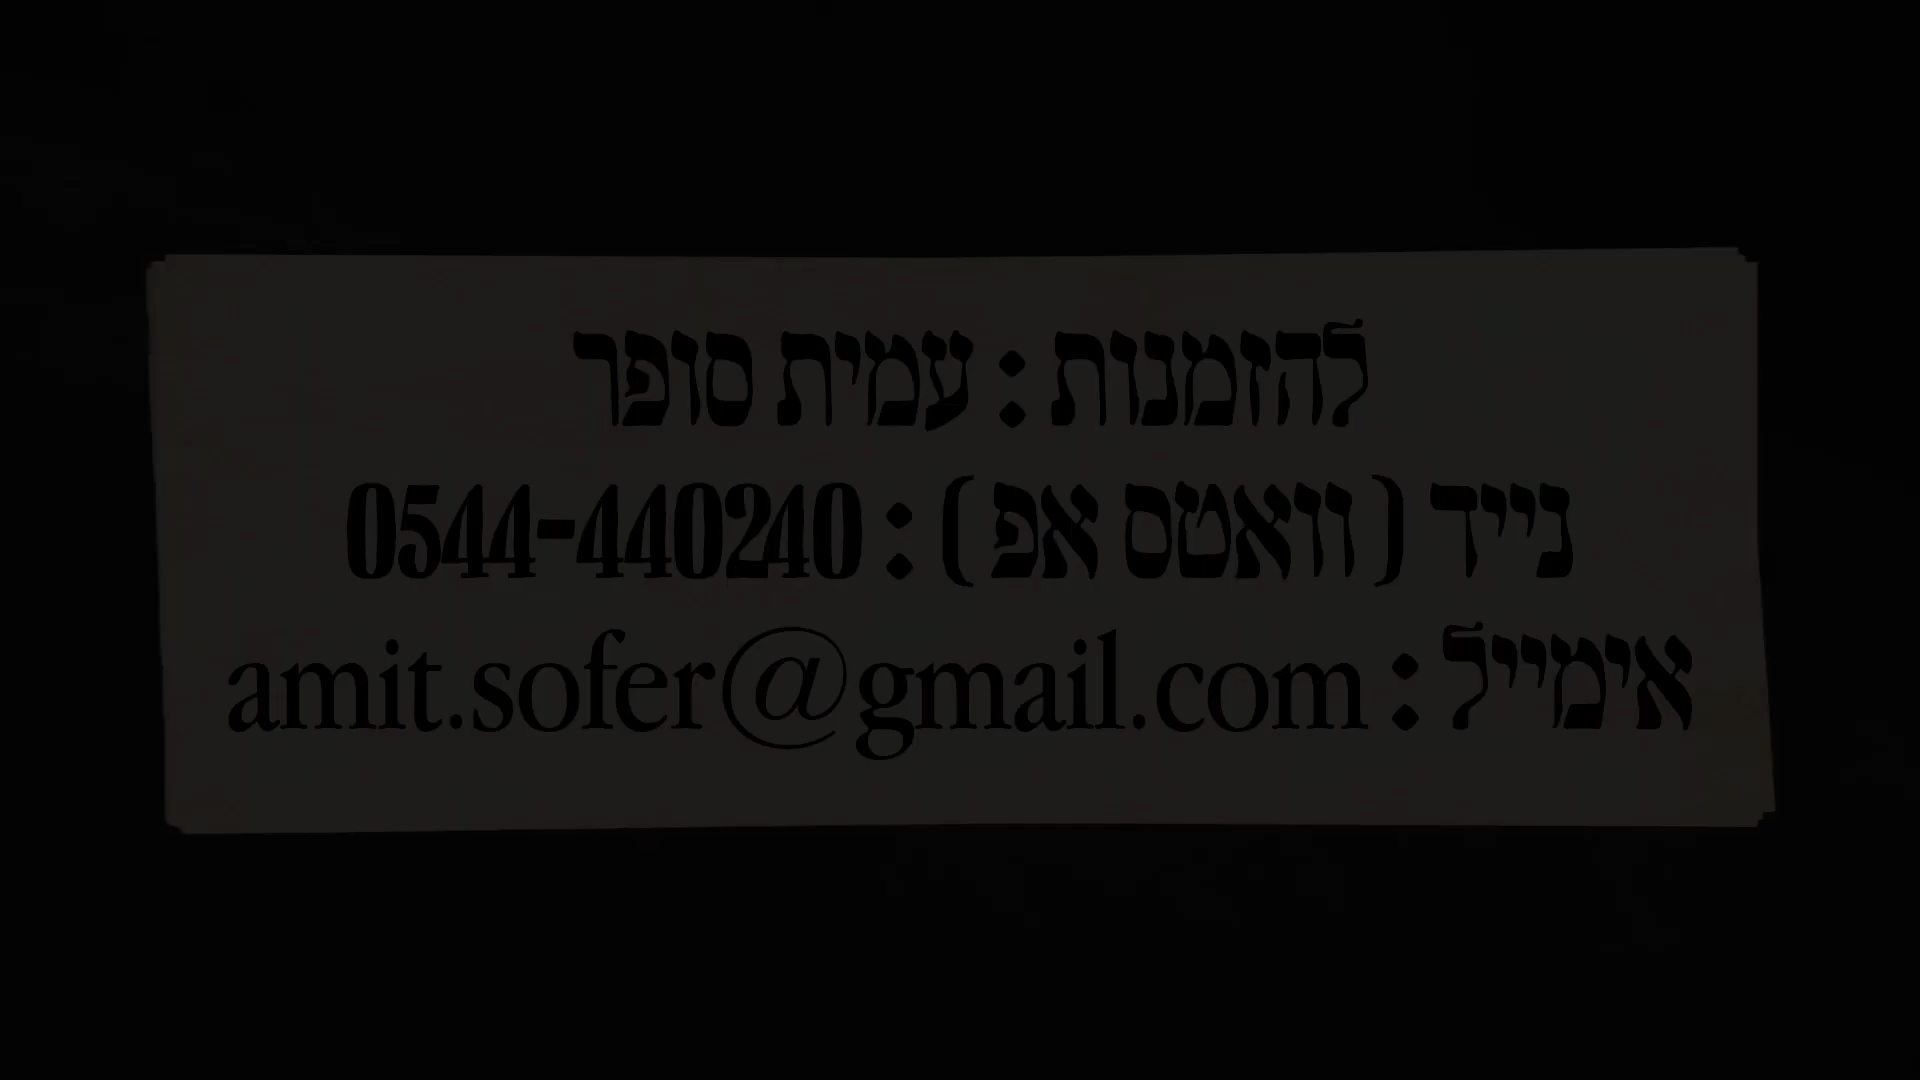 להזמנות : עמית סופר
נייד ( וואטס אפ ) : 0544-440240
אימייל : amit.sofer@gmail.com